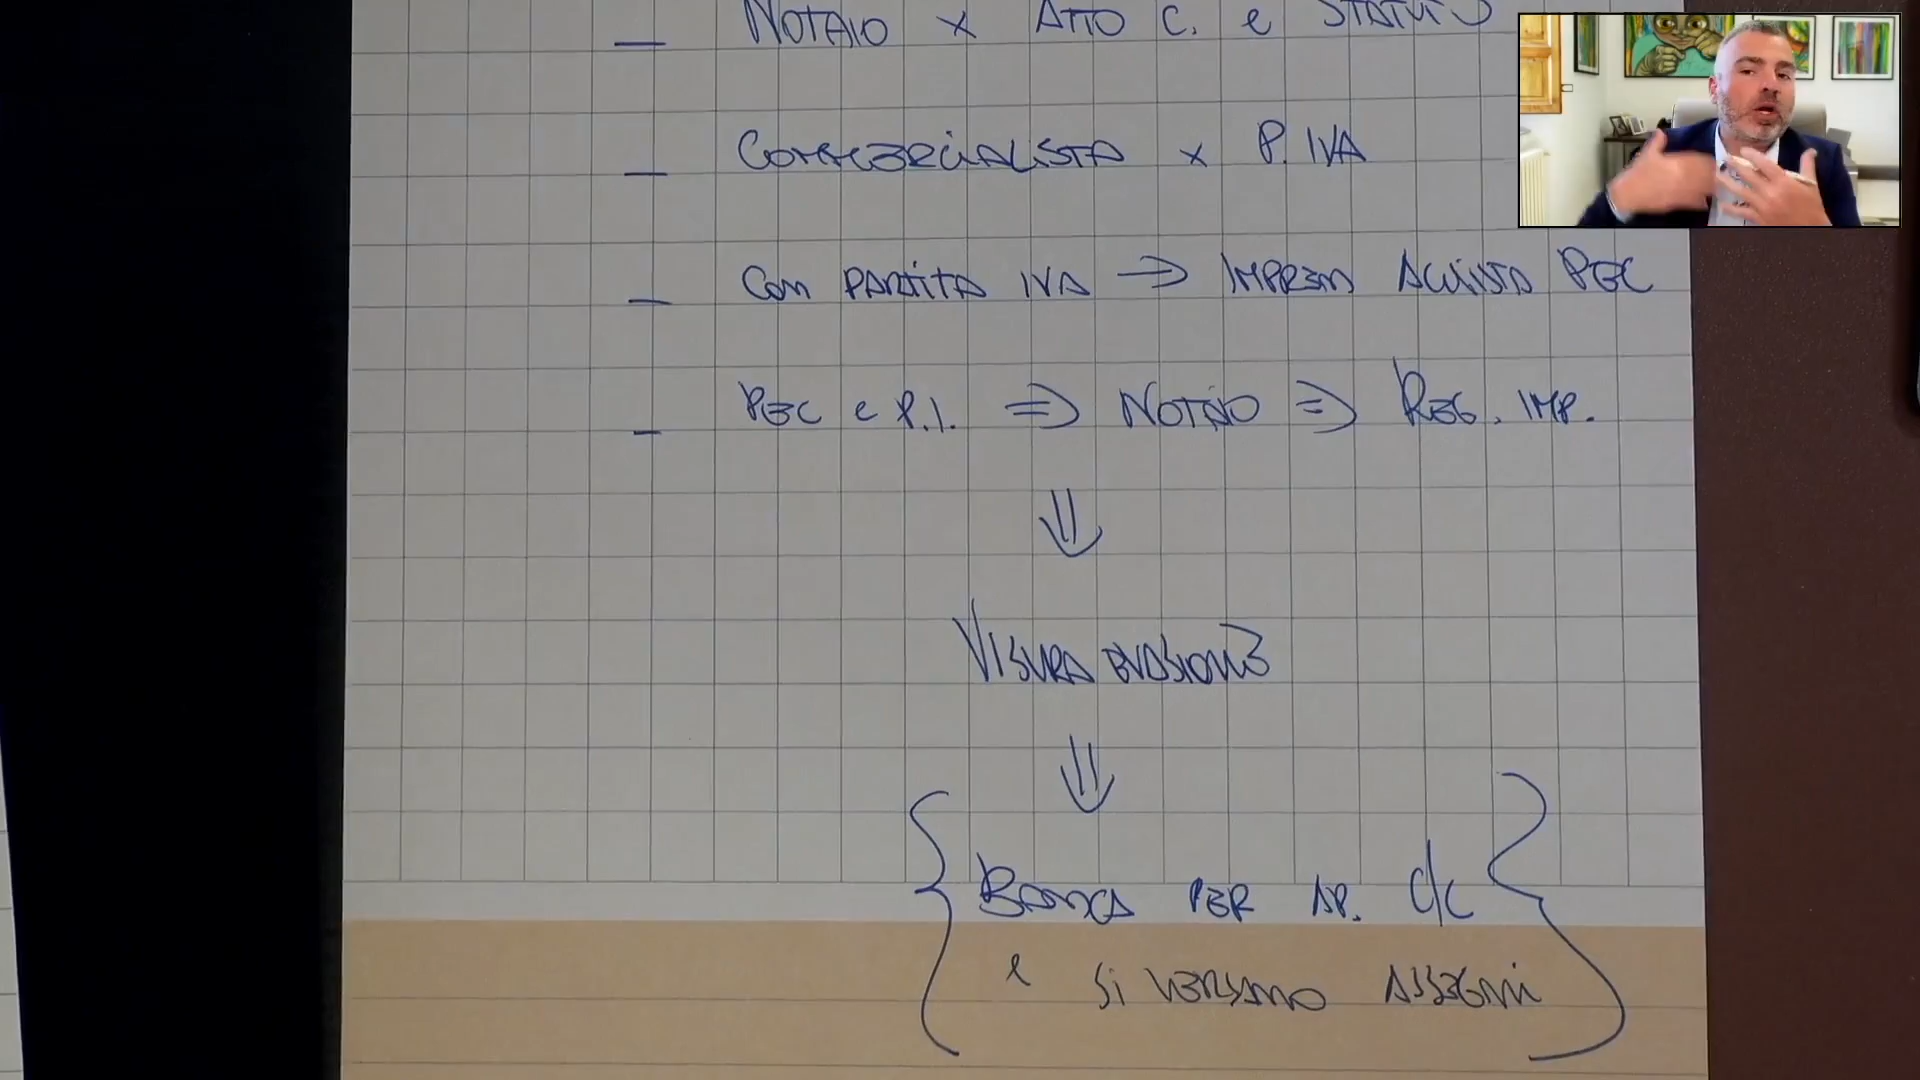 — NOTAIO x ATTO C. e STATUTO
— COMMERCIALISTA x P. IVA
— Con PARTITA IVA => IMPRESA ACQUISTA PEC
— PEC e P.I. => NOTAIO => REG. IMP.
VISURA EVASIONE
BANCA PER AP. C/C
e SI VERSANO ASSEGNI